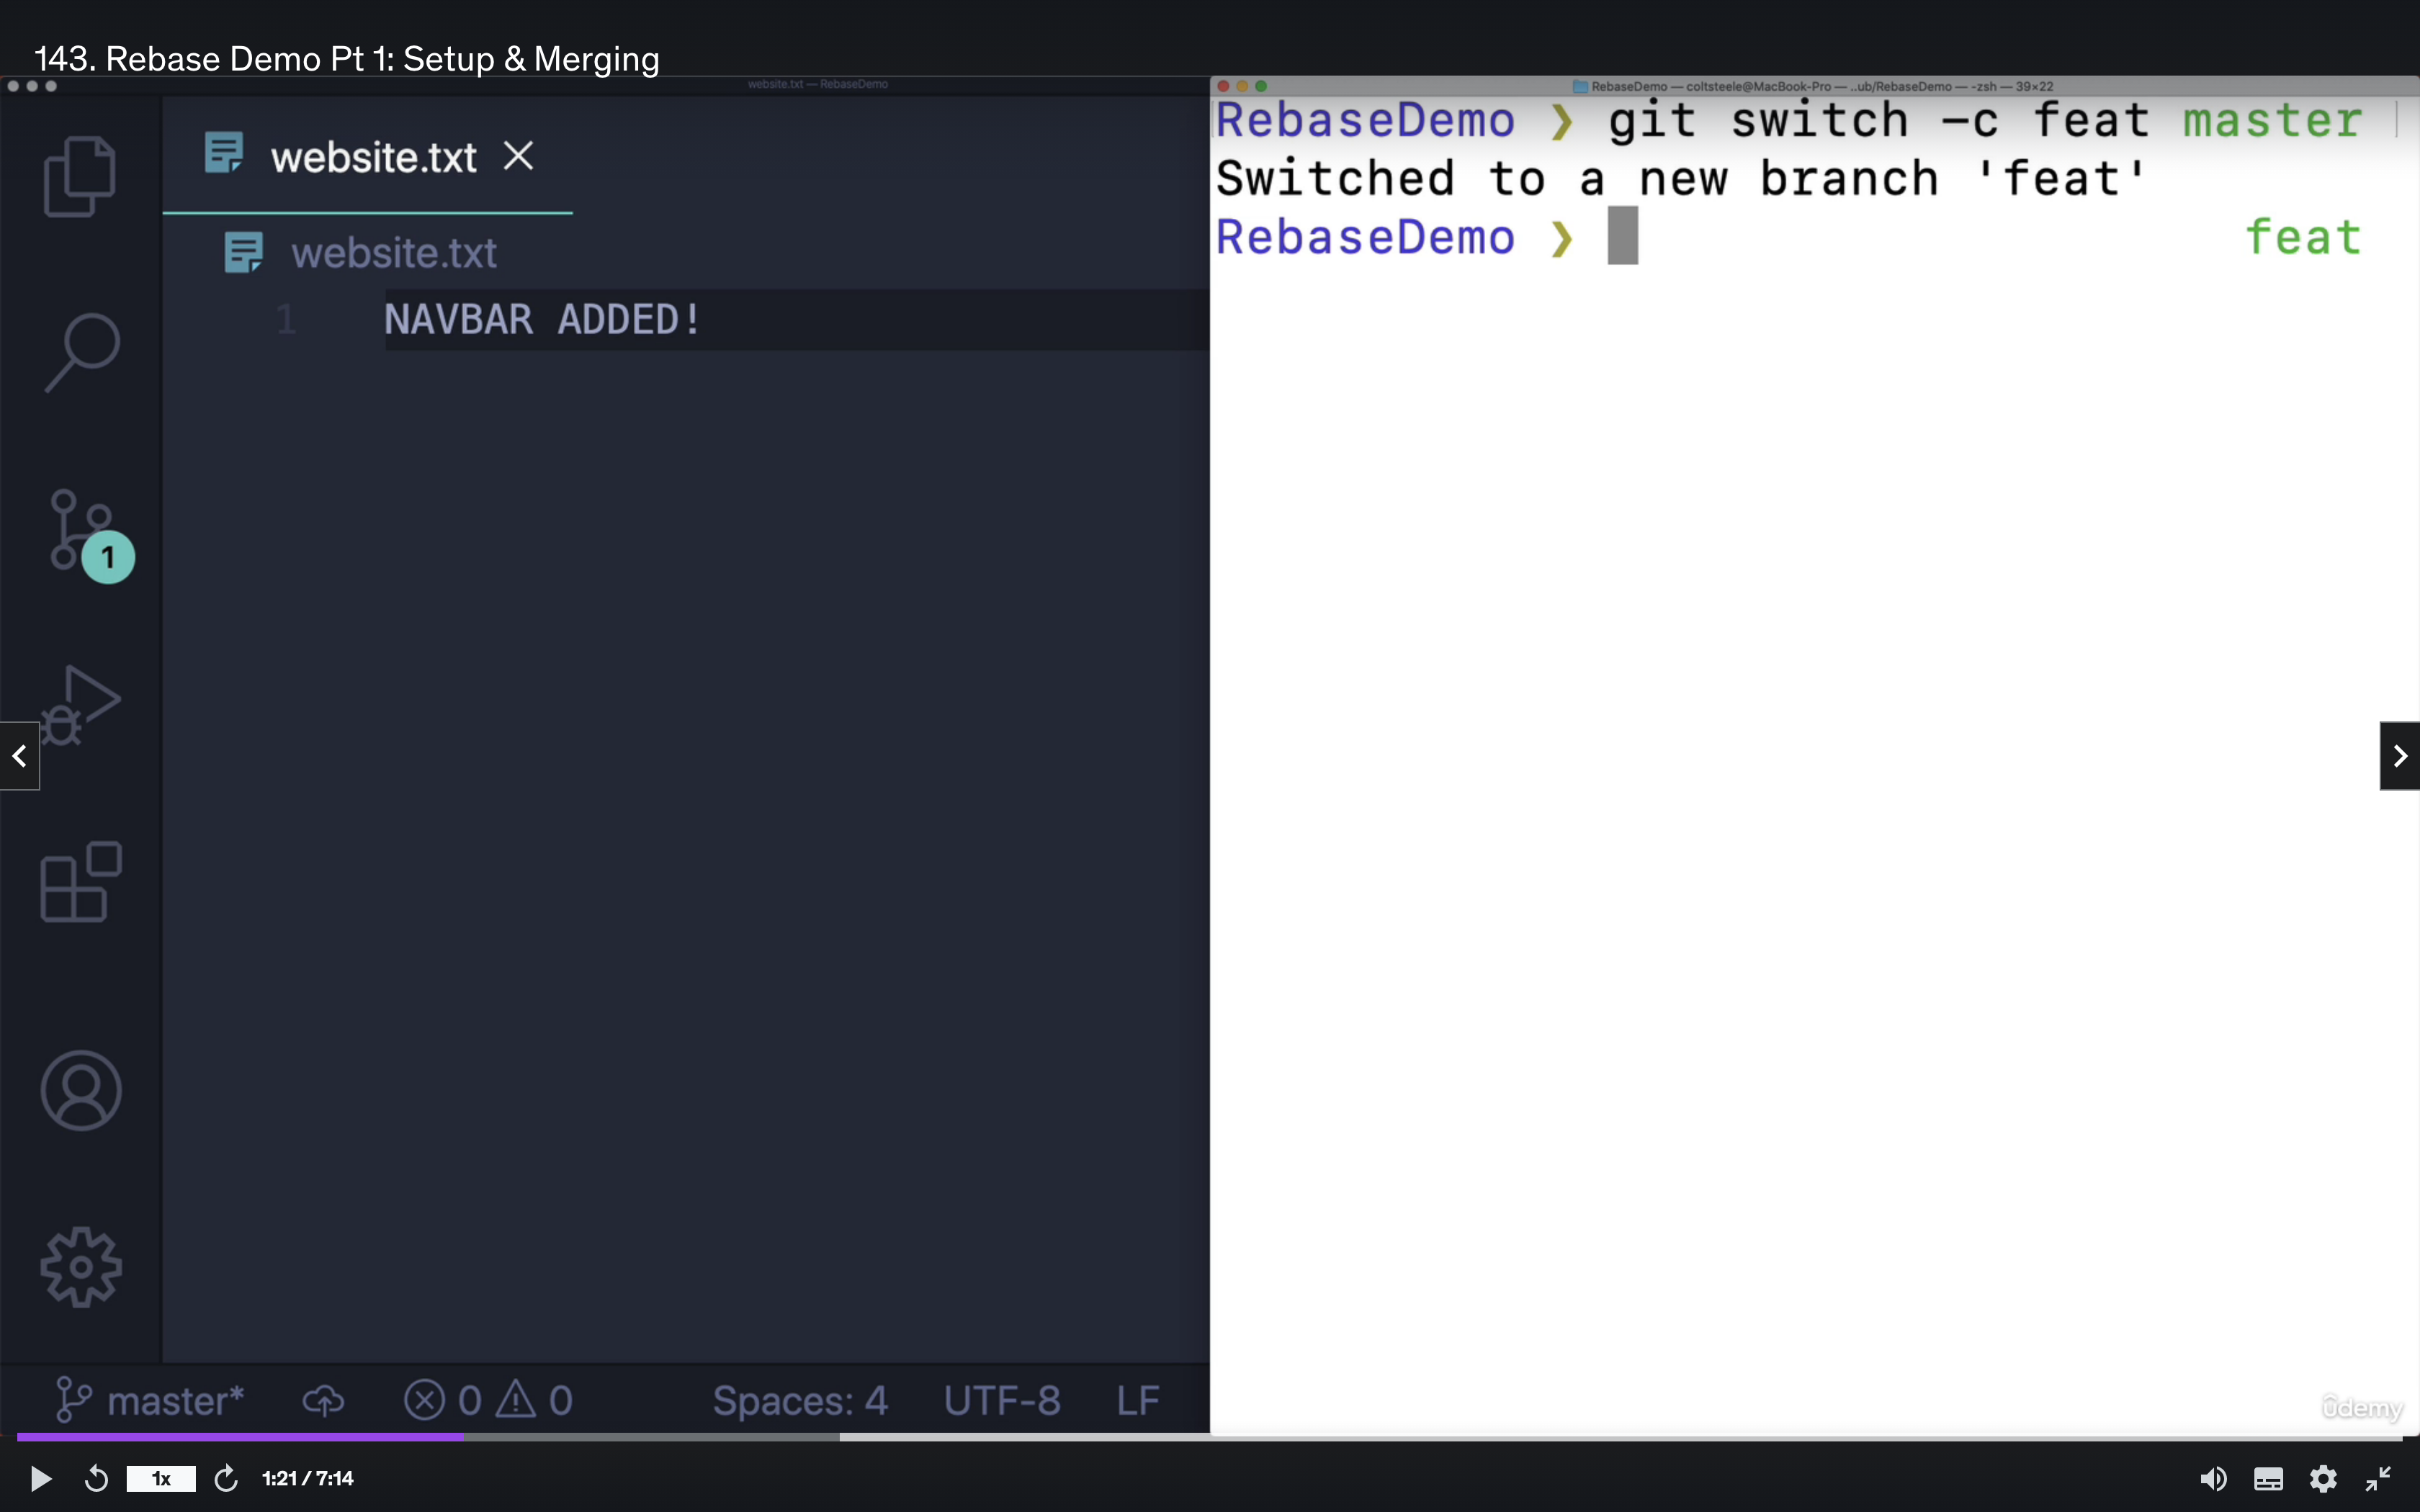 143. Rebase Demo Pt 1: Setup & Merging
website.txt — RebaseDemo
website.txt
website.txt
1 NAVBAR ADDED!
1
master* 0 0 Spaces: 4 UTF-8 LF
RebaseDemo — coltsteele@MacBook-Pro — ..ub/RebaseDemo — -zsh — 39×22
RebaseDemo ❯ git switch -c feat master
Switched to a new branch 'feat'
RebaseDemo ❯ feat
udemy
1x 1:21 / 7:14